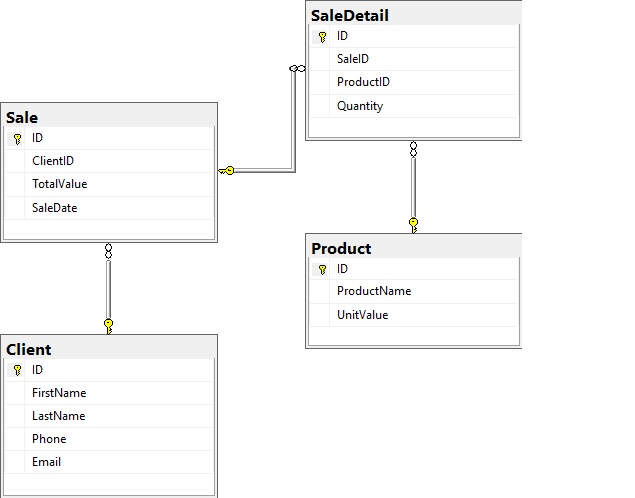 SaleDetail
ID
SaleID
ProductID
Quantity
Sale
ID
ClientID
TotalValue
SaleDate
Product
ID
ProductName
UnitValue
Client
ID
FirstName
LastName
Phone
Email